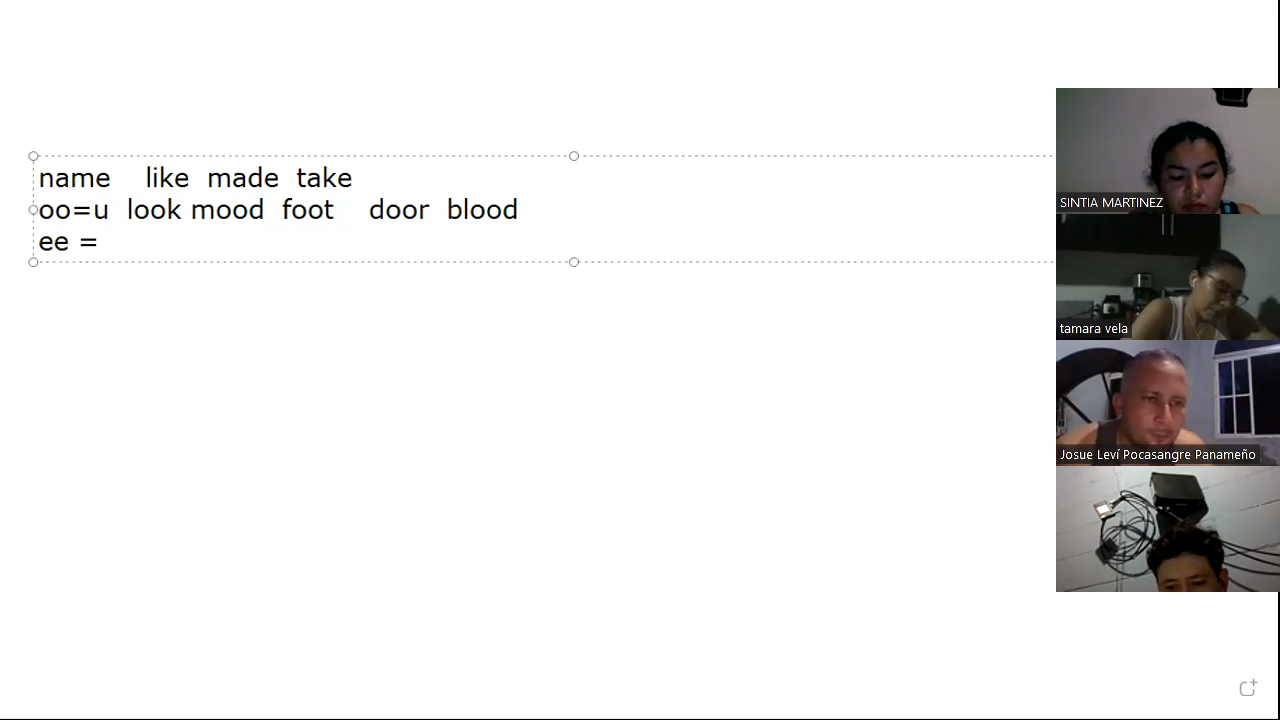 name like made take
oo=u look mood foot door blood
ee =
SINTIA MARTINEZ
tamara vela
Josue Leví Pocasangre Panameño